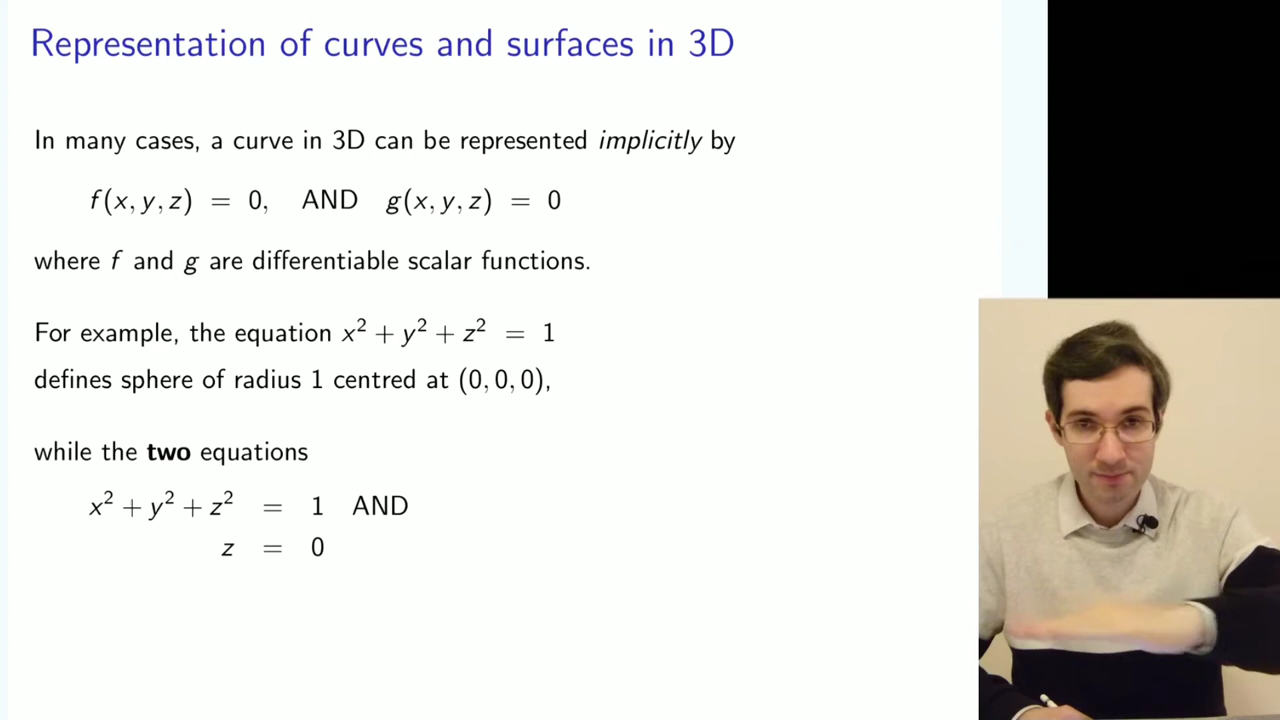 Representation of curves and surfaces in 3D
In many cases, a curve in 3D can be represented implicitly by
f(x, y, z) = 0, AND g(x, y, z) = 0
where f and g are differentiable scalar functions.
For example, the equation x² + y² + z² = 1
defines sphere of radius 1 centred at (0, 0, 0),
while the two equations
x² + y² + z² = 1 AND
z = 0